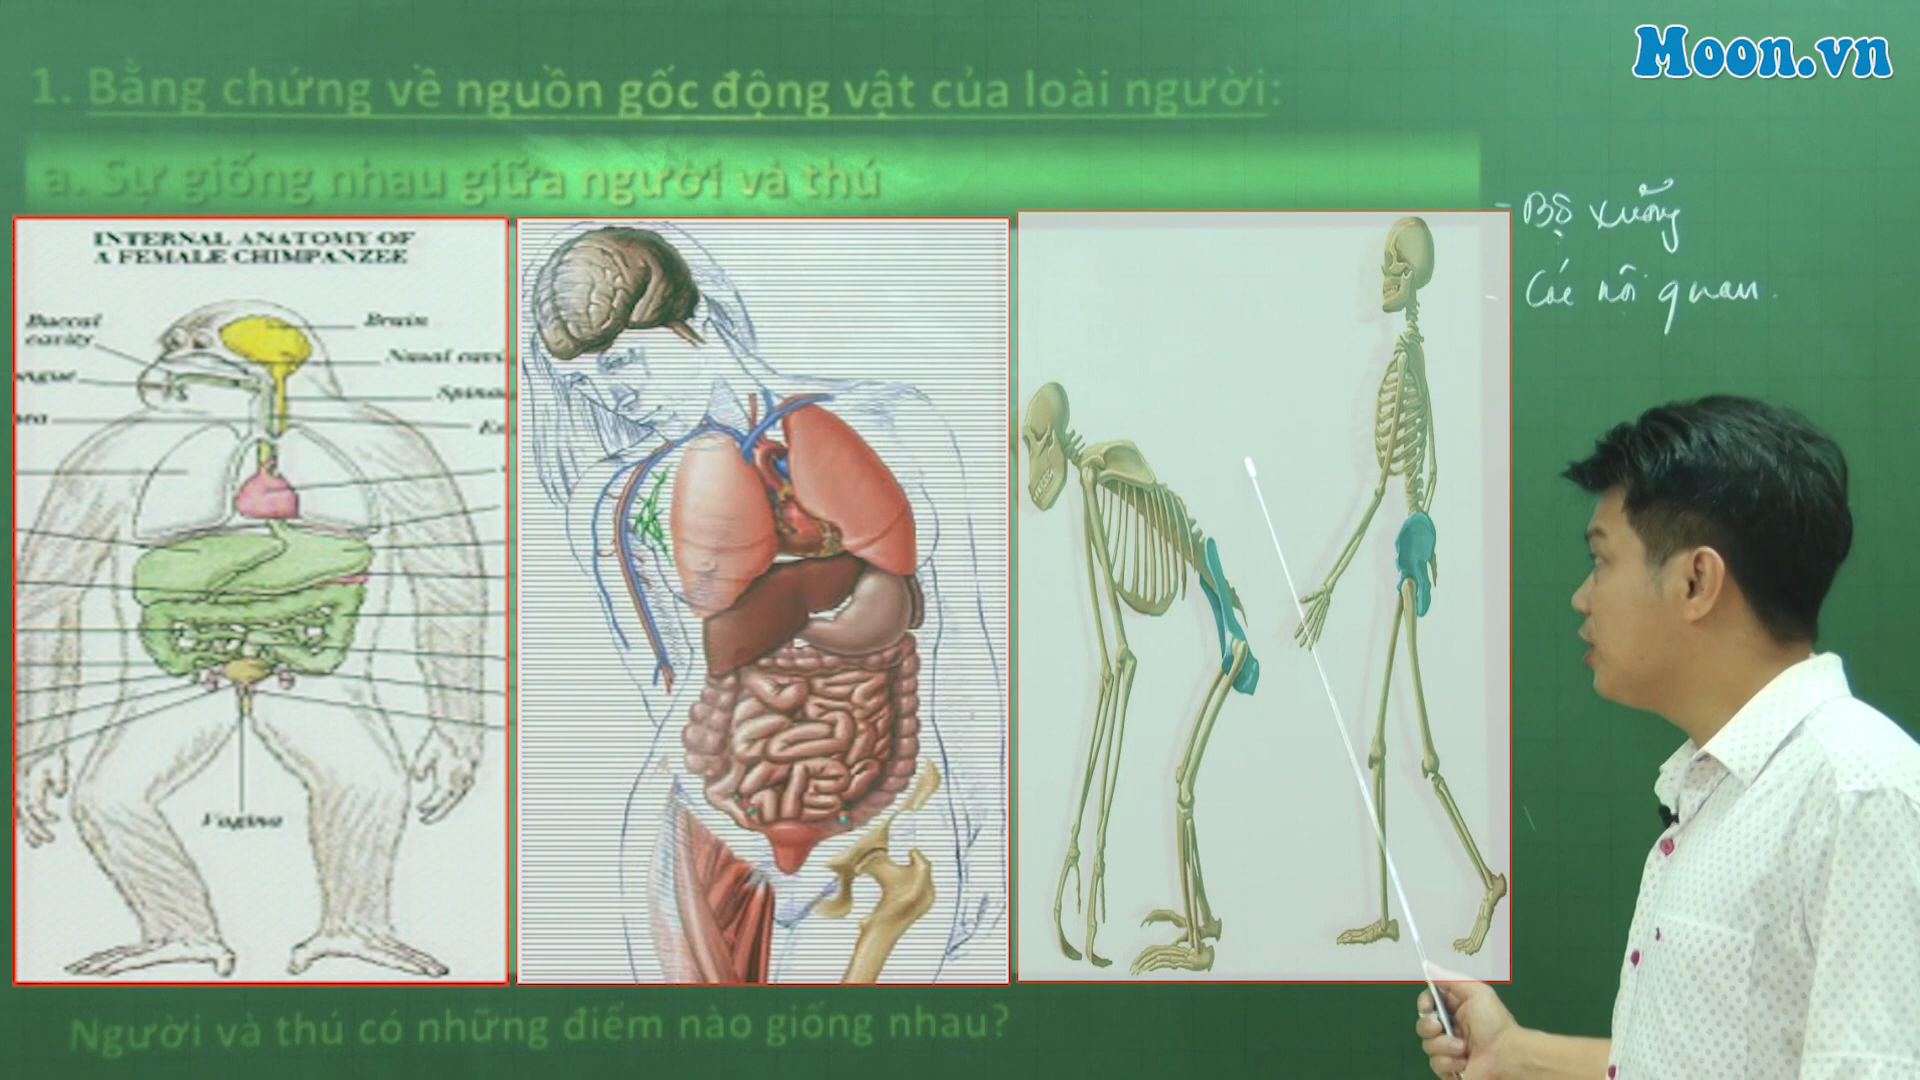 Moon.vn
1. Bằng chứng về nguồn gốc động vật của loài người:
a. Sự giống nhau giữa người và thú
- Bộ xương
- Các nội quan.
INTERNAL ANATOMY OF
A FEMALE CHIMPANZEE
Buccal
cavity
Brain
Nasal cavi
Spina
Vagina
Người và thú có những điểm nào giống nhau?